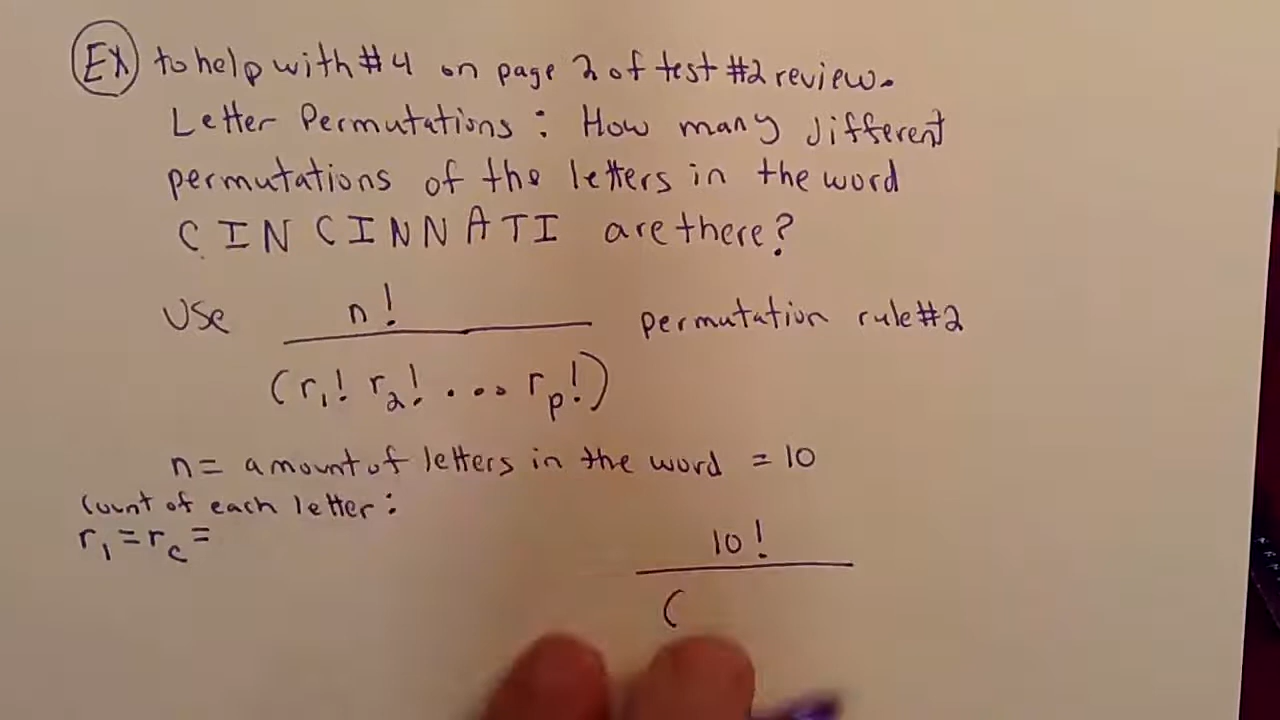 EX to help with #4 on page 2 of test #2 review.
Letter Permutations: How many different
permutations of the letters in the word
CINCINNATI are there?
Use n! permutation rule #2
(r₁! r₂! ... rₚ!)
n = amount of letters in the word = 10
Count of each letter:
r₁ = r_c =
10!
(